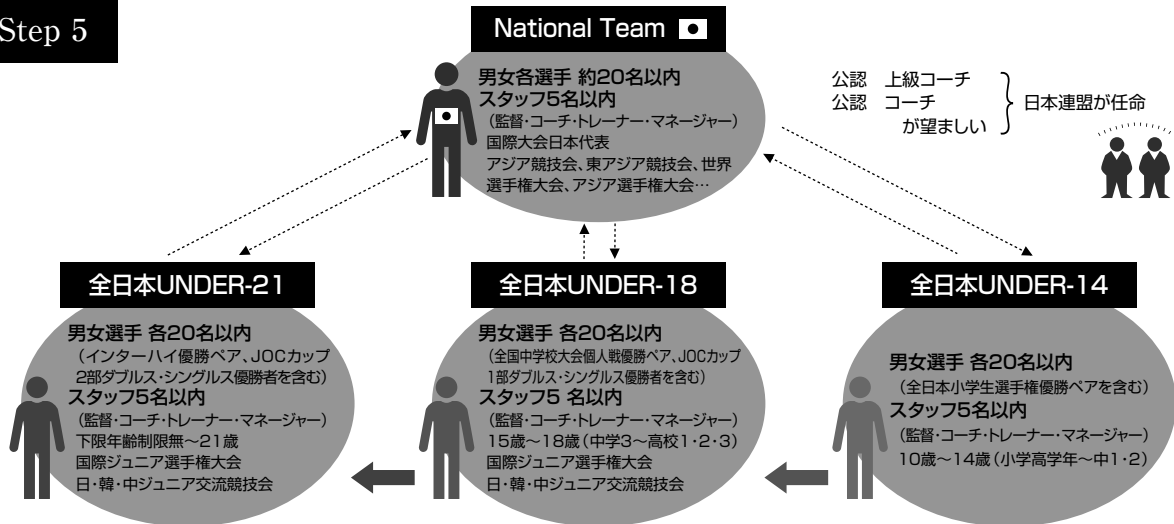 Step 5
National Team
男女各選手 約20名以内
スタッフ5名以内
（監督・コーチ・トレーナー・マネージャー）
国際大会日本代表
アジア競技会、東アジア競技会、世界
選手権大会、アジア選手権大会…
公認 上級コーチ
公認 コーチ
が望ましい
日本連盟が任命
全日本UNDER-21
男女選手 各20名以内
（インターハイ優勝ペア、JOCカップ
2部ダブルス・シングルス優勝者を含む）
スタッフ5名以内
（監督・コーチ・トレーナー・マネージャー）
下限年齢制限無～21歳
国際ジュニア選手権大会
日・韓・中ジュニア交流競技会
全日本UNDER-18
男女選手 各20名以内
（全国中学校大会個人戦優勝ペア、JOCカップ
1部ダブルス・シングルス優勝者を含む）
スタッフ5 名以内
（監督・コーチ・トレーナー・マネージャー）
15歳～18歳（中学3～高校1・2・3）
国際ジュニア選手権大会
日・韓・中ジュニア交流競技会
全日本UNDER-14
男女選手 各20名以内
（全日本小学生選手権優勝ペアを含む）
スタッフ5名以内
（監督・コーチ・トレーナー・マネージャー）
10歳～14歳（小学高学年～中1・2）